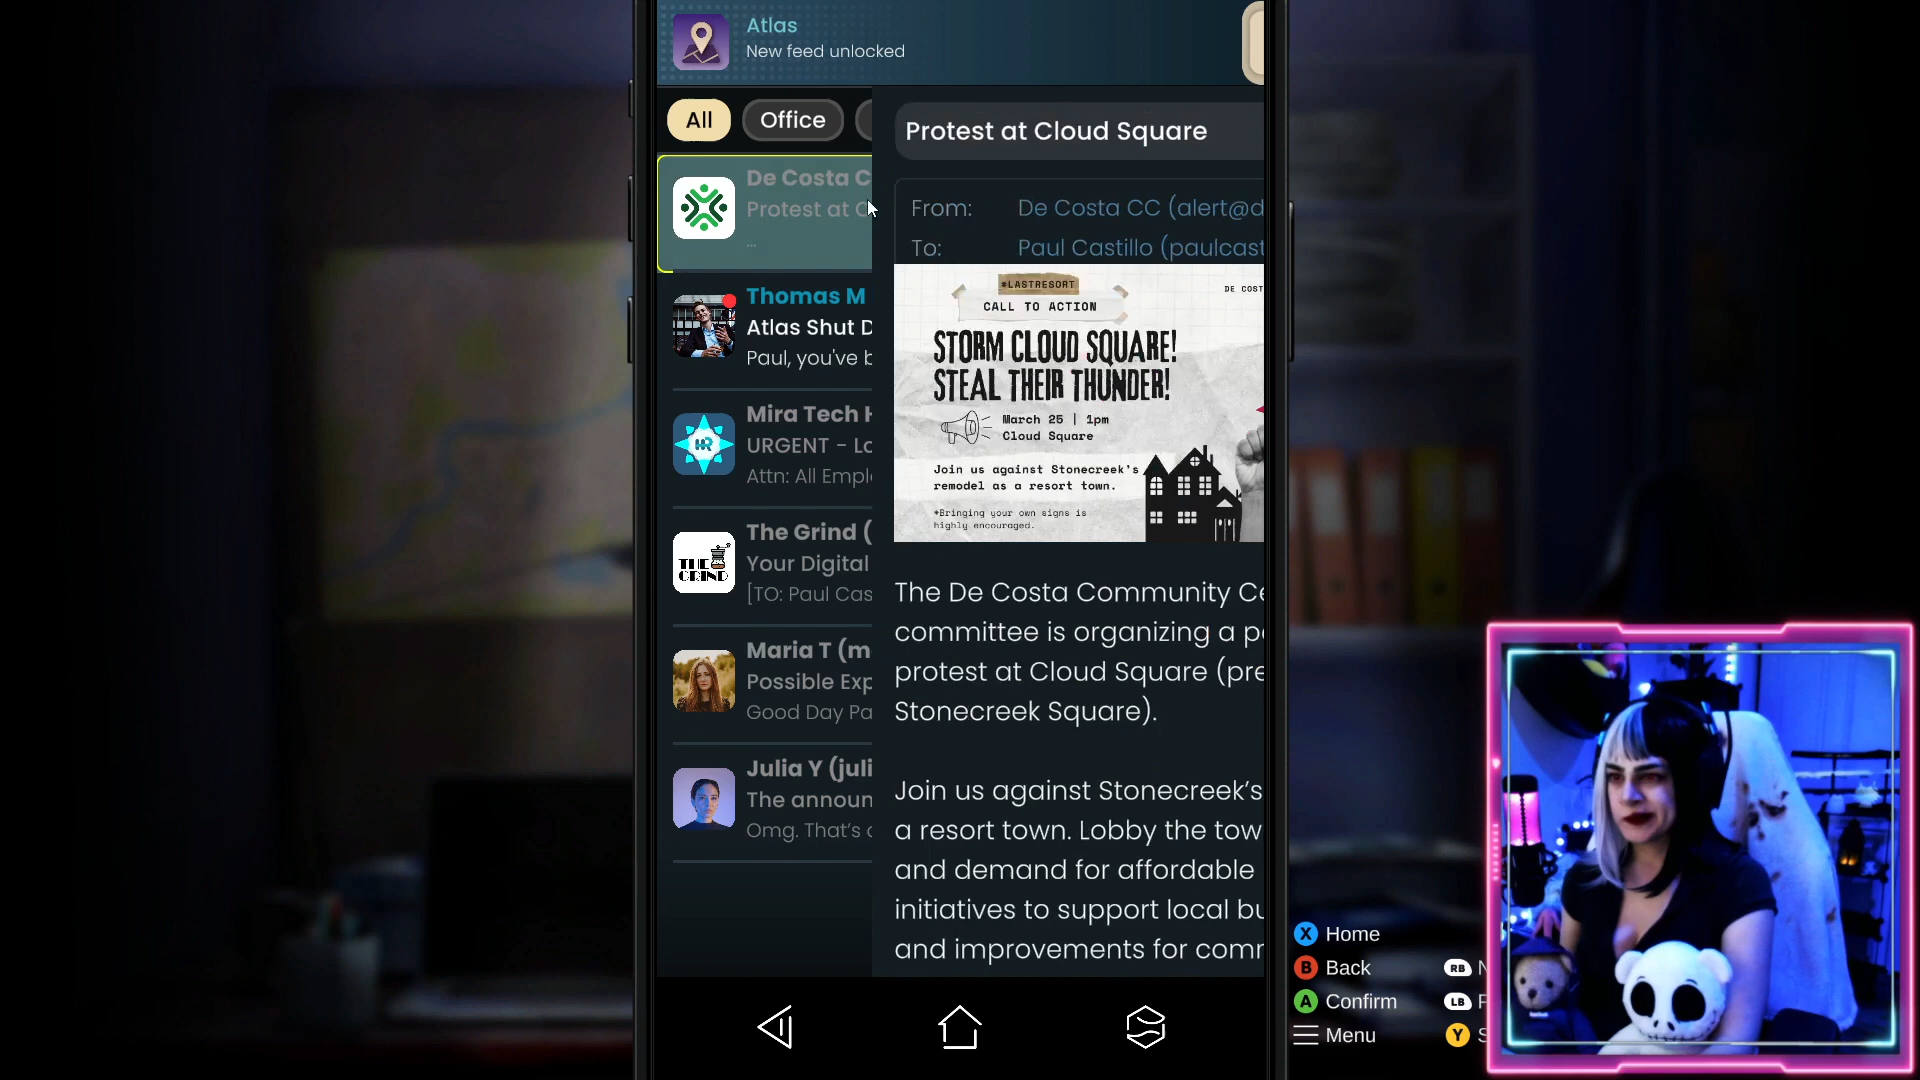 Atlas
New feed unlocked
All
Office
De Costa C
Protest at C
...
Thomas M
Atlas Shut D
Paul, you've b
Mira Tech H
URGENT - Lo
Attn: All Empl
THE GRIND
The Grind (
Your Digital
[TO: Paul Cas
Maria T (m
Possible Exp
Good Day Pa
Julia Y (juli
The announ
Omg. That's a
Protest at Cloud Square
From: De Costa CC (alert@d
To: Paul Castillo (paulcast
#LASTRESORT
CALL TO ACTION
DE COST
STORM CLOUD SQUARE!
STEAL THEIR THUNDER!
March 25 | 1pm
Cloud Square
Join us against Stonecreek's
remodel as a resort town.
*Bringing your own signs is
highly encouraged.
The De Costa Community Ce
committee is organizing a pe
protest at Cloud Square (pre
Stonecreek Square).
Join us against Stonecreek's
a resort town. Lobby the tow
and demand for affordable
initiatives to support local bu
and improvements for comm
X Home
B Back
RB N
A Confirm
LB P
Menu
Y S